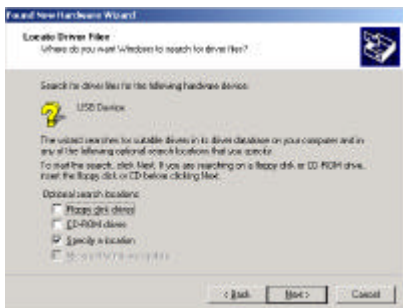 Found New Hardware Wizard
Locate Driver Files
Where do you want Windows to search for driver files?
Search for driver files for the following hardware device:
USB Device
The wizard searches for suitable drivers in its driver database on your computer and in
any of the following optional search locations that you specify.
To start the search, click Next. If you are searching on a floppy disk or CD-ROM drive,
insert the floppy disk or CD before clicking Next.
Optional search locations:
Floppy disk drives
CD-ROM drives
Specify a location
Microsoft Windows Update
< Back
Next >
Cancel